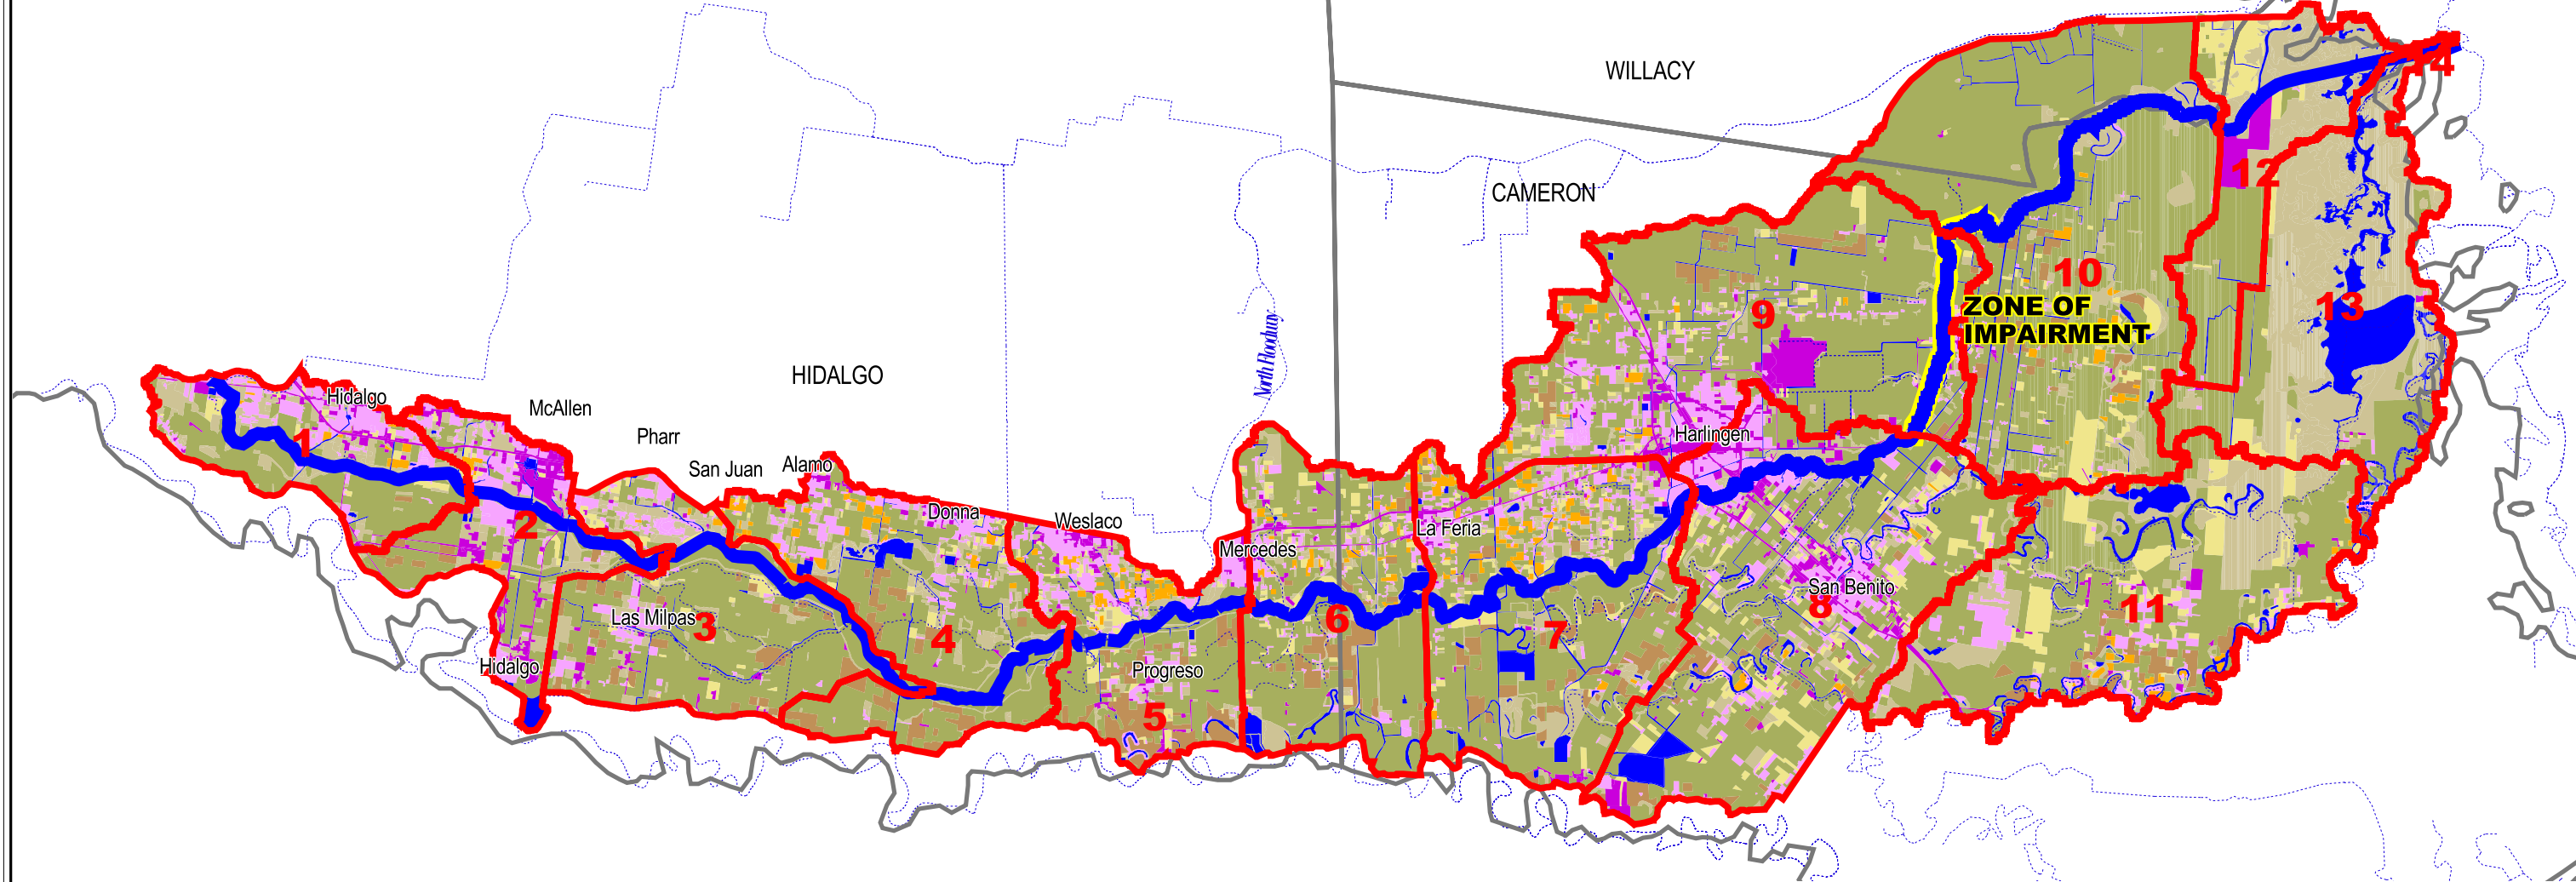 WILLACY
14
12
CAMERON
10
ZONE OF
IMPAIRMENT
13
9
North Floodway
HIDALGO
Hidalgo
McAllen
Pharr
San Juan
Alamo
Harlingen
1
2
Donna
Weslaco
Mercedes
La Feria
San Benito
8
11
Las Milpas
3
4
6
7
Hidalgo
Progreso
5